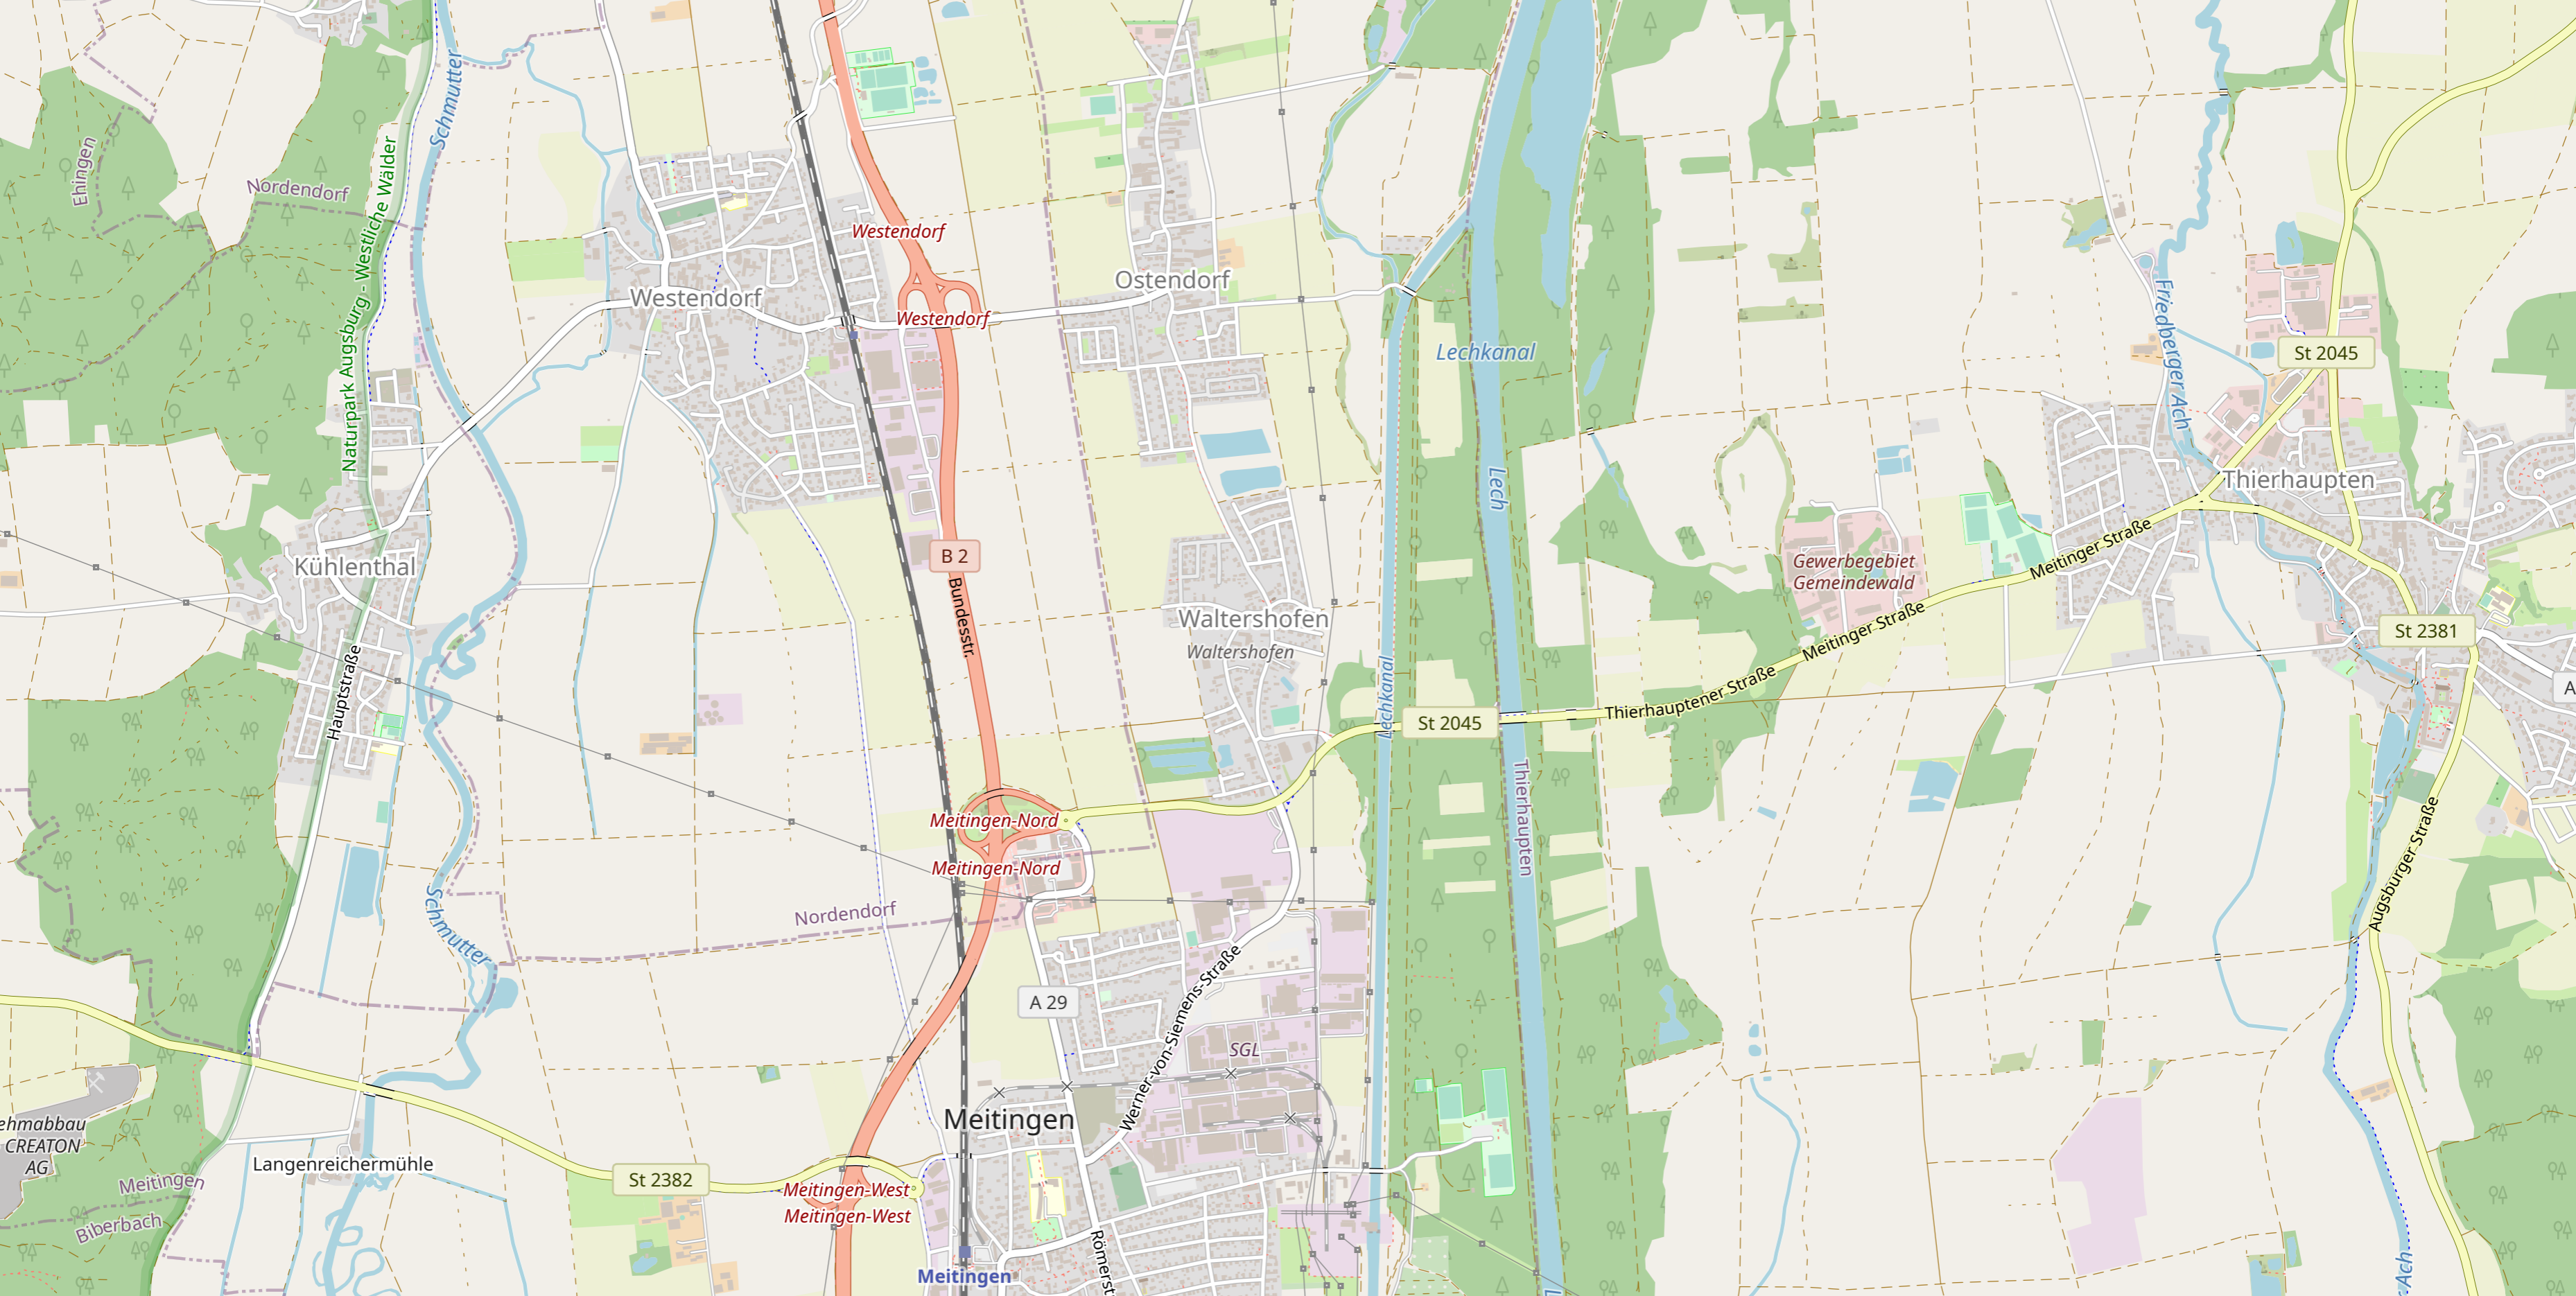 Schmutter
Ehingen
Nordendorf
Naturpark Augsburg - Westliche Wälder
Westendorf
Ostendorf
Westendorf
Westendorf
Friedberger Ach
Lechkanal
St 2045
Lech
Thierhaupten
Kühlenthal
B 2
Bundesstr.
Gewerbegebiet
Gemeindewald
Meitinger Straße
Meitinger Straße
Waltershofen
Waltershofen
St 2381
Hauptstraße
Lechkanal
St 2045
Thierhauptener Straße
A
Thierhaupten
Meitingen-Nord
Meitingen-Nord
Augsburger Straße
Schmutter
Nordendorf
Werner-von-Siemens-Straße
A 29
SGL
Meitingen
ehmabbau
CREATON
AG
Langenreichermühle
Meitingen
St 2382
Meitingen-West
Meitingen-West
Biberbach
Römerst
Meitingen
Ach
L